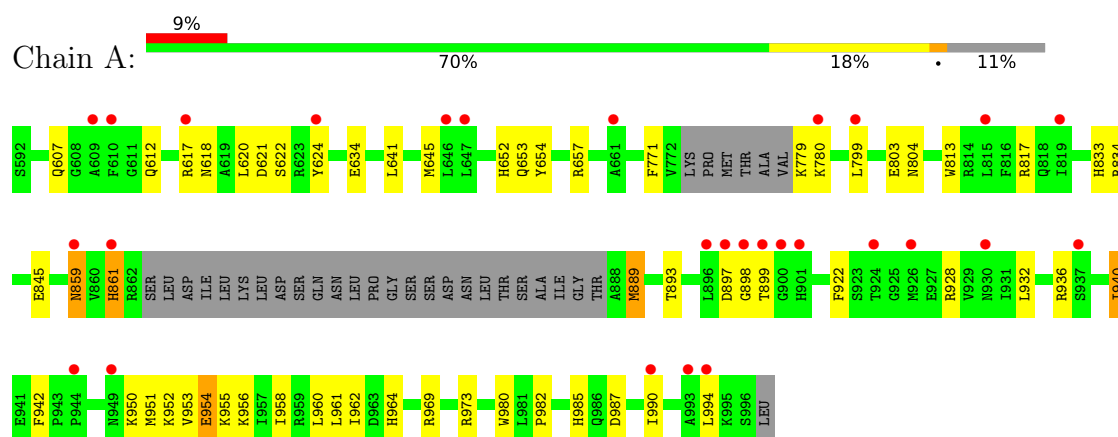 9%
Chain A:
70% 18% • 11%
S592 Q607 G608 A609 F610 G611 Q612 R617 N618 A619 L620 D621 S622 R623 Y624 E634 L641 M645 L646 L647 H652 Q653 Y654 R657 A661 F771 V772 LYS PRO MET THR ALA VAL K779 K780 L799 E803 N804 W813 R814 L815 F816 R817 Q818 I819 H833
E845 N859 V860 H861 R862 SER LEU ASP ILE LEU LYS LEU ASP SER GLN ASN LEU PRO GLY SER SER ASP ASN LEU THR SER ALA ILE GLY THR A888 M889 T893 L896 D897 G898 T899 G900 H901 F922 S923 T924 G925 M926 E927 R928 V929 N930 I931 L932 R936 S937
E941 F942 P943 P944 N949 K950 M951 K952 V953 E954 K955 K956 I957 I958 R959 L960 L961 I962 D963 H964 R969 R973 W980 L981 P982 H985 Q986 D987 I990 A993 L994 K995 S996 LEU